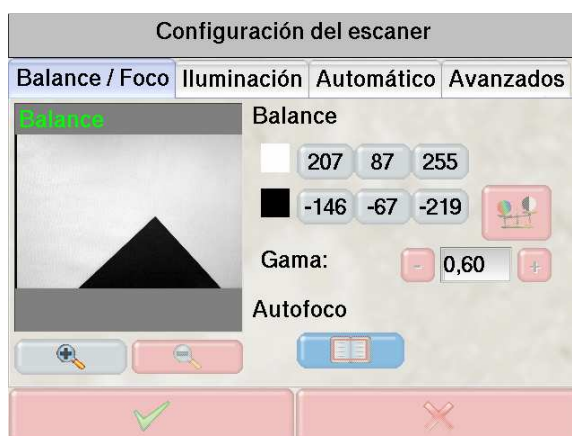 Configuración del escaner
Balance / Foco Iluminación Automático Avanzados
Balance
Balance
207 87 255
-146 -67 -219
Gama: - 0,60 +
Autofoco